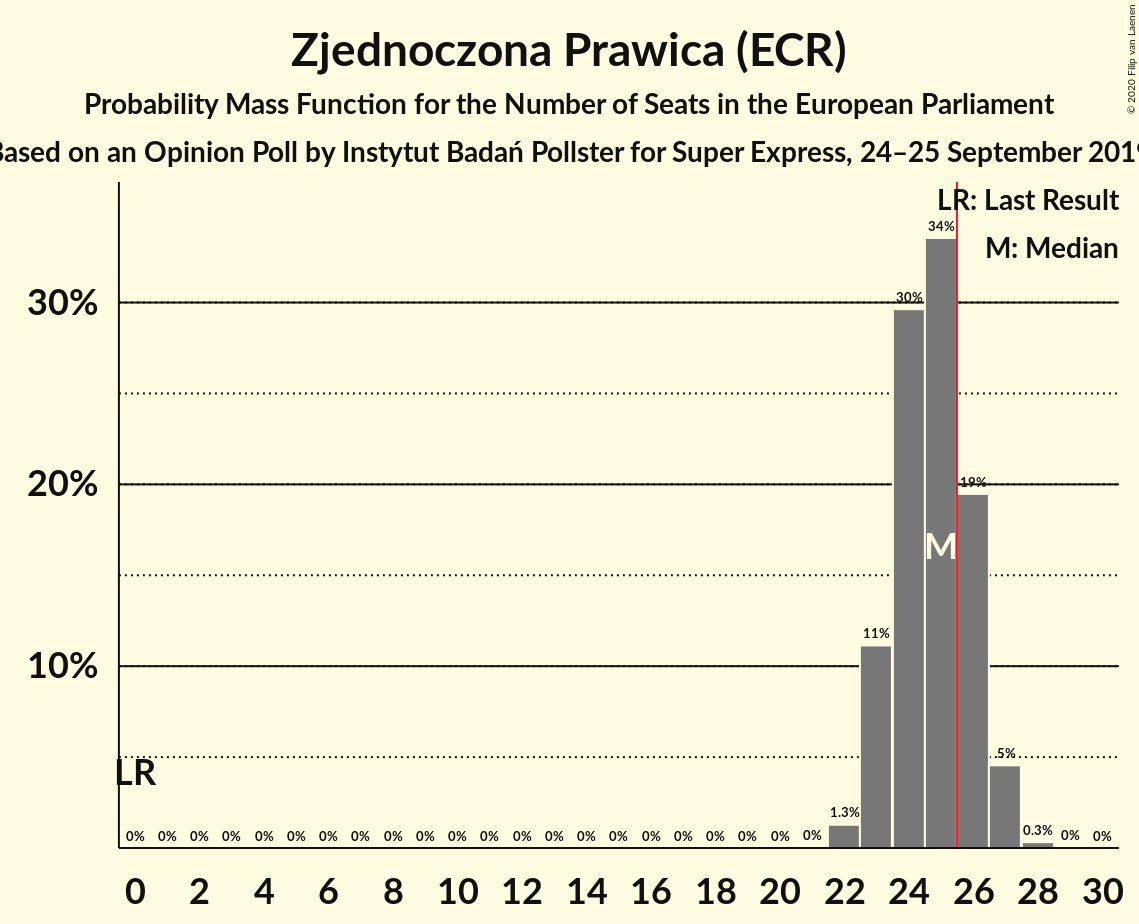 Zjednoczona Prawica (ECR)
Probability Mass Function for the Number of Seats in the European Parliament
Based on an Opinion Poll by Instytut Badań Pollster for Super Express, 24–25 September 2019
© 2020 Filip van Laenen
LR: Last Result
M: Median
34%
30%
30%
20%
19%
M
11%
10%
5%
LR
1.3%
0.3%
0% 0% 0% 0% 0% 0% 0% 0% 0% 0% 0% 0% 0% 0% 0% 0% 0% 0% 0% 0% 0% 0% 0% 0%
0 2 4 6 8 10 12 14 16 18 20 22 24 26 28 30